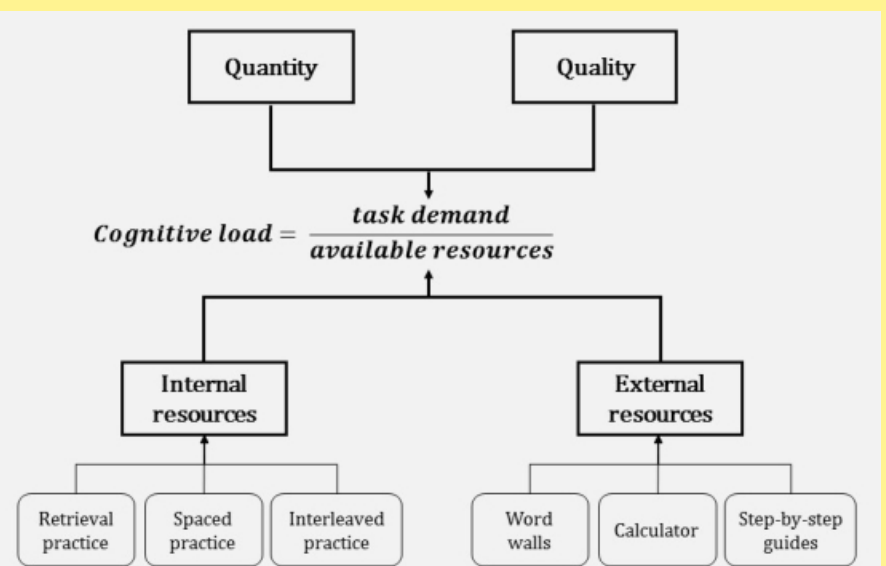 Quantity
Quality
Cognitive load = task demand / available resources
Internal
resources
External
resources
Retrieval
practice
Spaced
practice
Interleaved
practice
Word
walls
Calculator
Step-by-step
guides